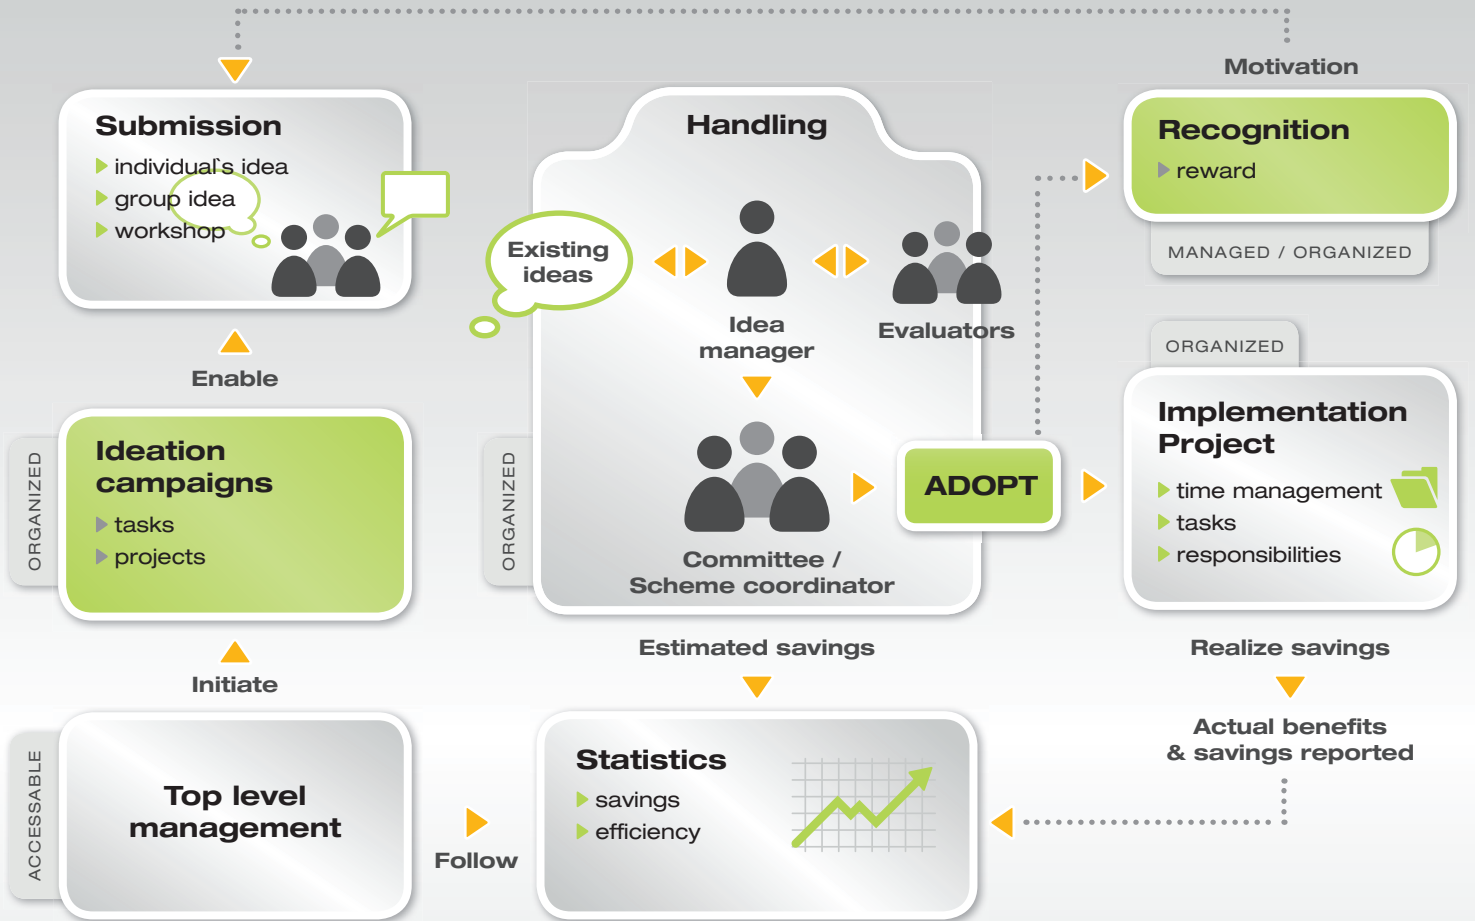 Motivation
Submission
individual`s idea
group idea
workshop
Handling
Existing
ideas
Idea
manager
Evaluators
Recognition
reward
MANAGED / ORGANIZED
Enable
ORGANIZED
Ideation
campaigns
tasks
projects
ORGANIZED
Committee /
Scheme coordinator
ADOPT
ORGANIZED
Implementation
Project
time management
tasks
responsibilities
Initiate
Estimated savings
Realize savings
Actual benefits
& savings reported
ACCESSABLE
Top level
management
Follow
Statistics
savings
efficiency